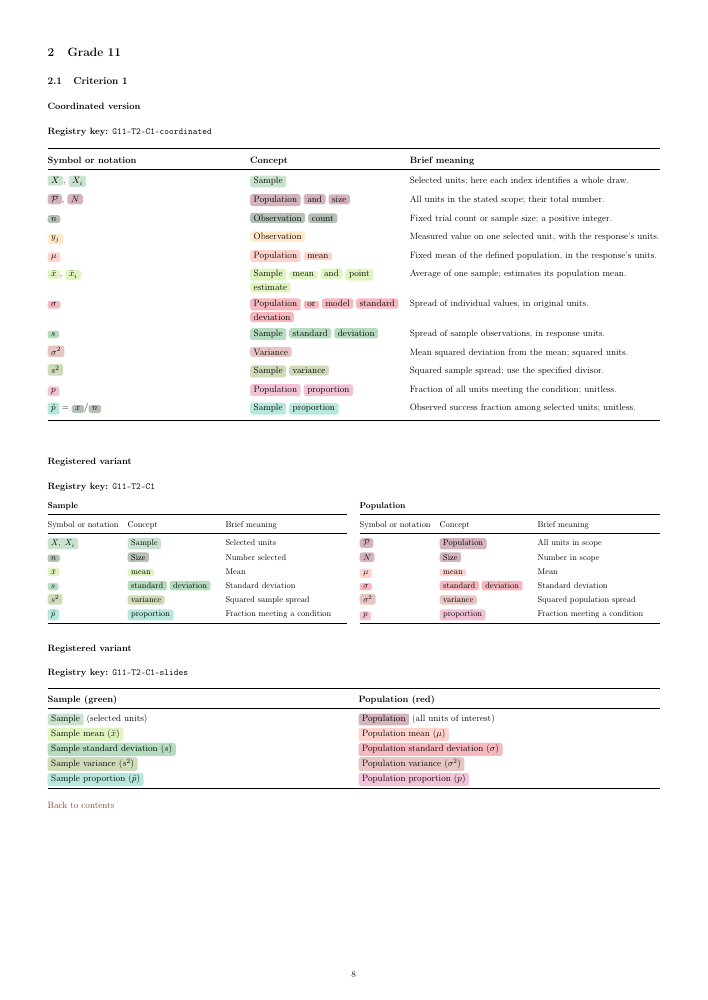 2 Grade 11
2.1 Criterion 1
Coordinated version
Registry key: G11-T2-C1-coordinated
Symbol or notation Concept Brief meaning
X, Xᵢ Sample Selected units; here each index identifies a whole draw.
𝒫, N Population and size All units in the stated scope; their total number.
n Observation count Fixed trial count or sample size; a positive integer.
yⱼ Observation Measured value on one selected unit, with the response's units.
μ Population mean Fixed mean of the defined population, in the response's units.
x̄, x̄ᵢ Sample mean and point Average of one sample; estimates its population mean.
estimate
σ Population or model standard Spread of individual values, in original units.
deviation
s Sample standard deviation Spread of sample observations, in response units.
σ² Variance Mean squared deviation from the mean; squared units.
s² Sample variance Squared sample spread; use the specified divisor.
p Population proportion Fraction of all units meeting the condition; unitless.
p̂ = x/n Sample proportion Observed success fraction among selected units; unitless.
Registered variant
Registry key: G11-T2-C1
Sample Population
Symbol or notation Concept Brief meaning Symbol or notation Concept Brief meaning
X, Xᵢ Sample Selected units 𝒫 Population All units in scope
n Size Number selected N Size Number in scope
x̄ mean Mean μ mean Mean
s standard deviation Standard deviation σ standard deviation Standard deviation
s² variance Squared sample spread σ² variance Squared population spread
p̂ proportion Fraction meeting a condition p proportion Fraction meeting a condition
Registered variant
Registry key: G11-T2-C1-slides
Sample (green) Population (red)
Sample (selected units) Population (all units of interest)
Sample mean (x̄) Population mean (μ)
Sample standard deviation (s) Population standard deviation (σ)
Sample variance (s²) Population variance (σ²)
Sample proportion (p̂) Population proportion (p)
Back to contents
8